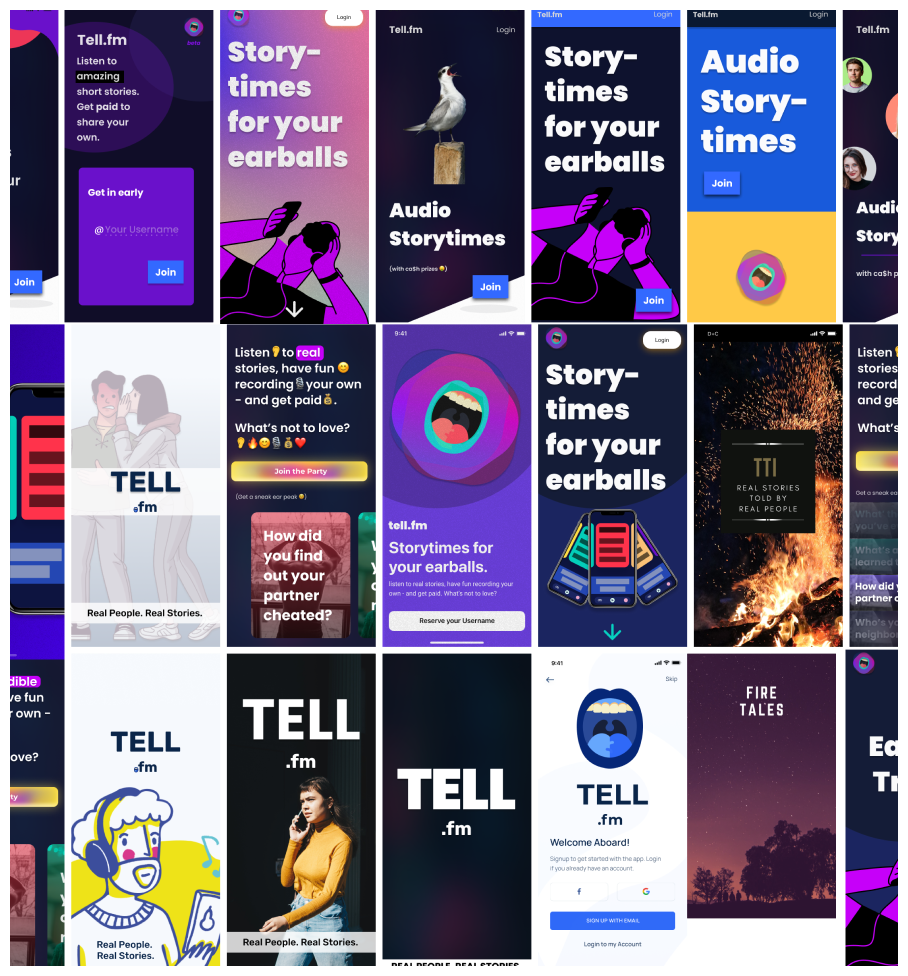 Join
Tell.fm
Beta
Listen to
amazing
short stories.
Get paid to
share your
own.
Get in early
@Your Username
Join
Login
Story-
times
for your
earballs
Tell.fm
Login
Audio
Storytimes
(with ca$h prizes 🤑)
Join
Tell.fm
Login
Story-
times
for your
earballs
Join
Tell.fm
Login
Audio
Story-
times
Join
Tell.fm
Audi
Story
with ca$h p
TELL
.fm
Real People. Real Stories.
Listen👂to real
stories, have fun 😊
recording🎙your own
- and get paid💰.
What's not to love?
👂🔥😊🎙💰❤️
Join the Party
(Get a sneak ear peak 😉)
How did
you find
out your
partner
cheated?
9:41
tell.fm
Storytimes for
your earballs.
listen to real stories, have fun recording your
own - and get paid. What's not to love?
Reserve your Username
Login
Story-
times
for your
earballs
D+C
TTI
REAL STORIES
TOLD BY
REAL PEOPLE
Listen
stories
record
and ge
What's
Get a sneak ea
What's a
learned t
How did y
partner c
Who's yo
neighbo
dible
ve fun
r own -
ove?
ty
TELL
.fm
Real People.
Real Stories.
TELL
.fm
Real People. Real Stories.
TELL
.fm
REAL PEOPLE. REAL STORIES.
9:41
Skip
TELL
.fm
Welcome Aboard!
Signup to get started with the app. Login
if you already have an account.
SIGN UP WITH EMAIL
Login to my Account
FIRE
TALES
Ea
Tr